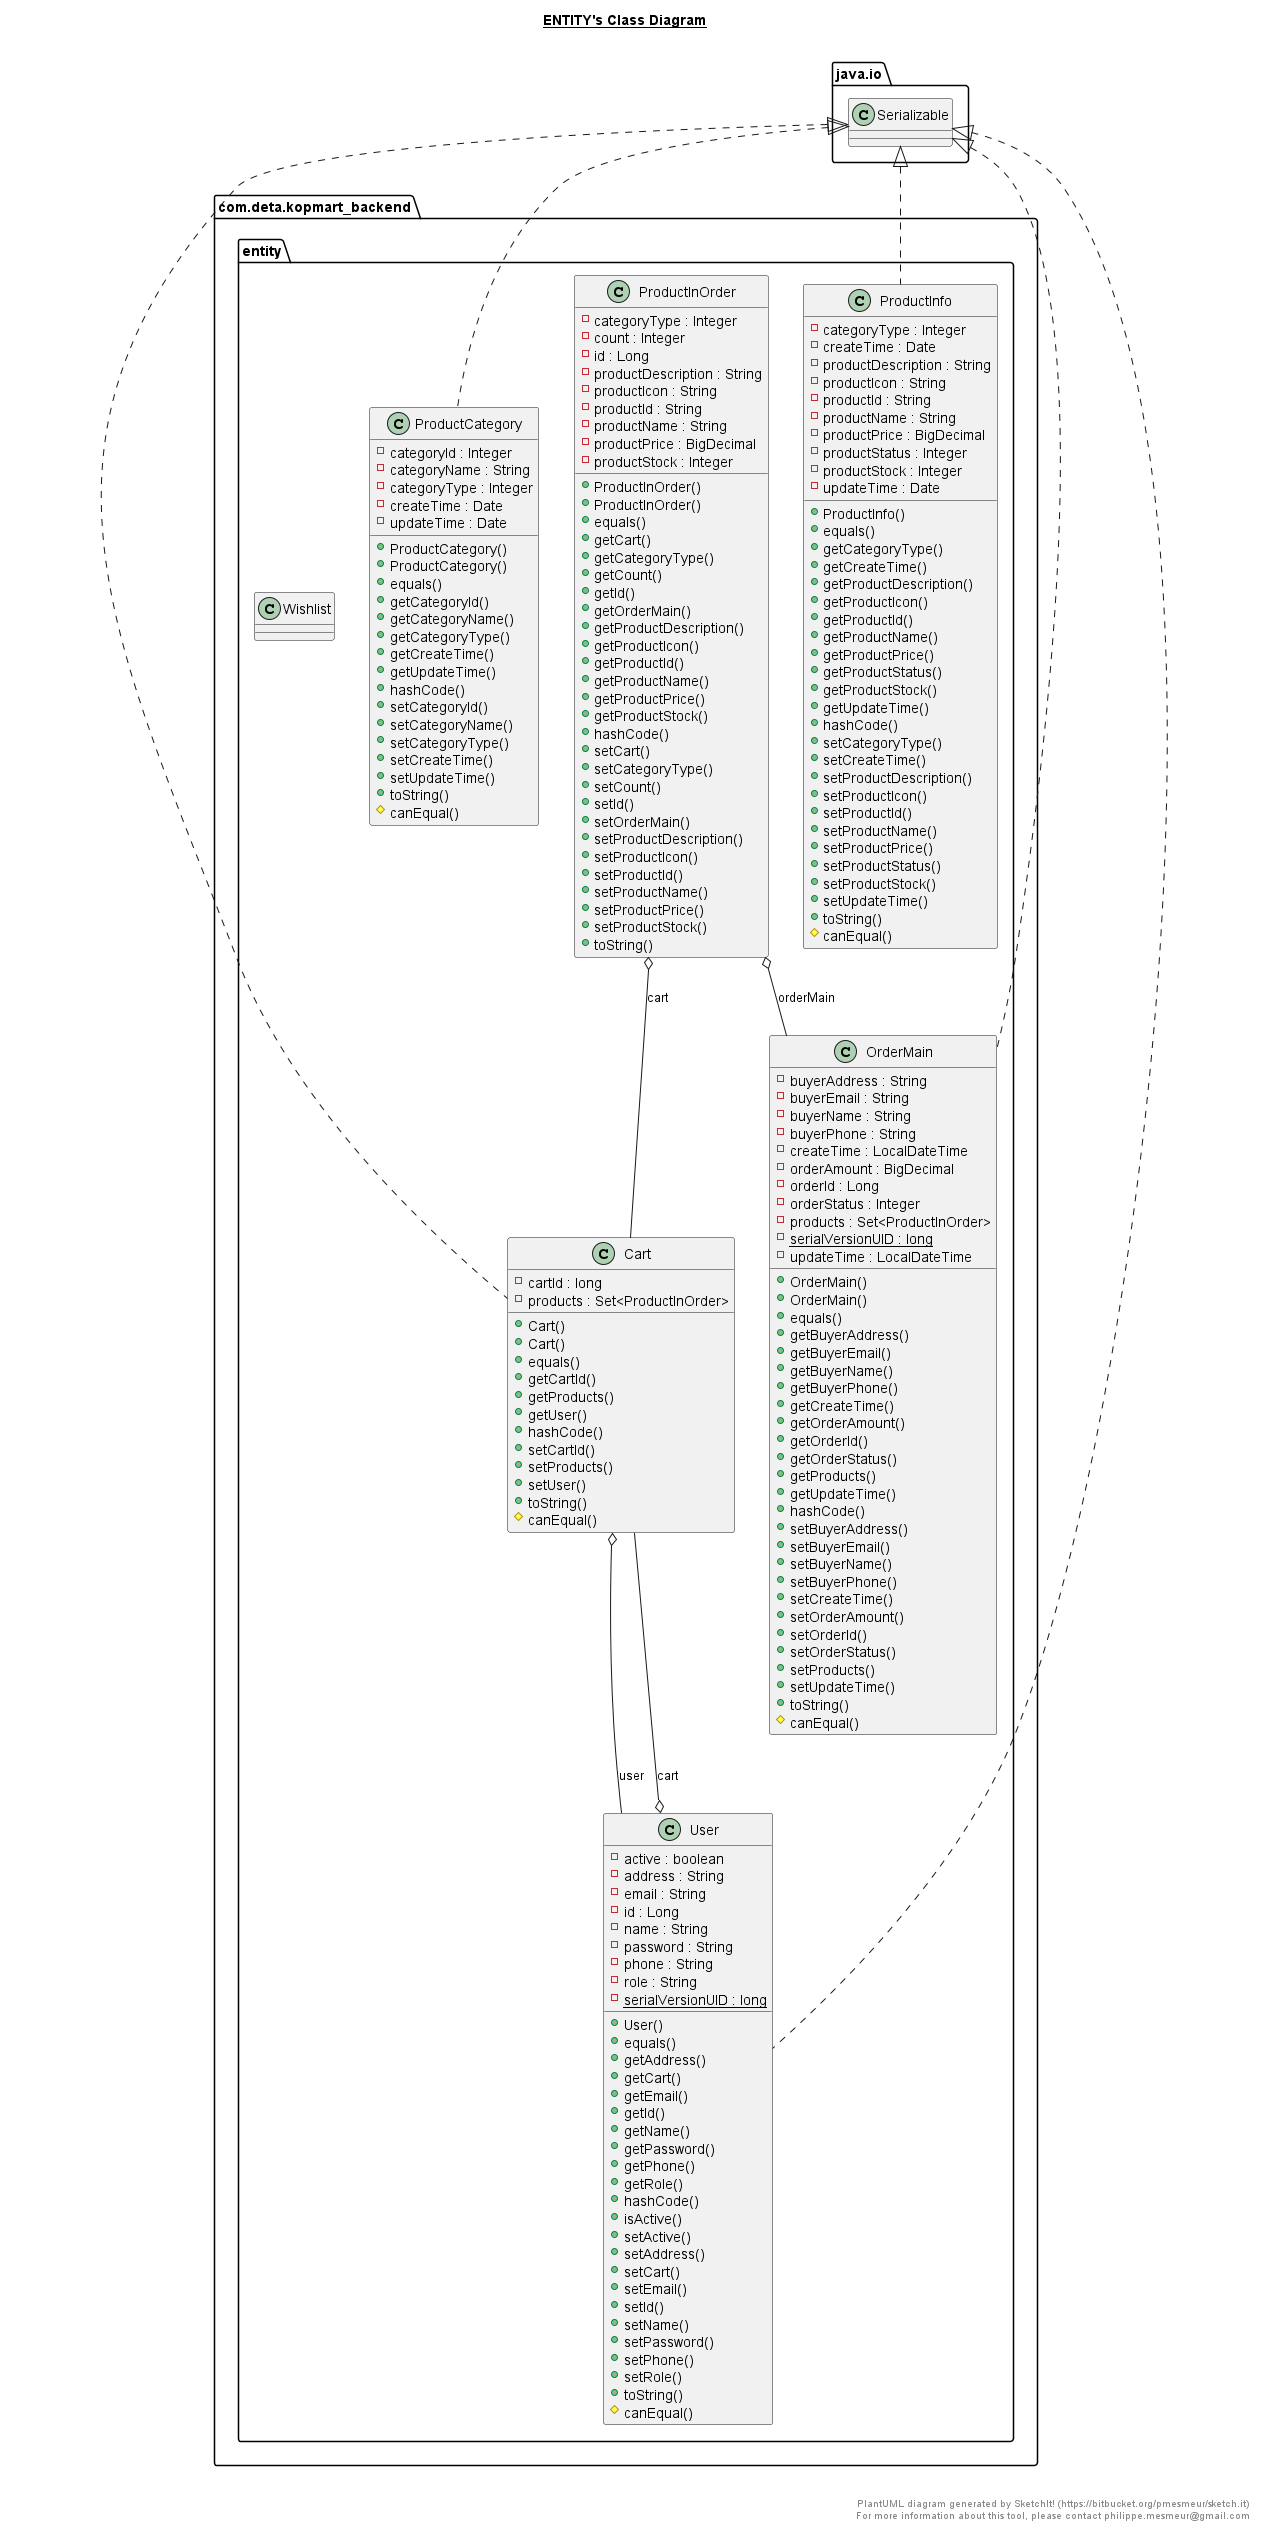 ENTITY's Class Diagram
java.io
C Serializable
com.deta.kopmart_backend
entity
C ProductInOrder
categoryType : Integer
count : Integer
id : Long
productDescription : String
productIcon : String
productId : String
productName : String
productPrice : BigDecimal
productStock : Integer
ProductInOrder()
ProductInOrder()
equals()
getCart()
getCategoryType()
getCount()
getId()
getOrderMain()
getProductDescription()
getProductIcon()
getProductId()
getProductName()
getProductPrice()
getProductStock()
hashCode()
setCart()
setCategoryType()
setCount()
setId()
setOrderMain()
setProductDescription()
setProductIcon()
setProductId()
setProductName()
setProductPrice()
setProductStock()
toString()
C ProductInfo
categoryType : Integer
createTime : Date
productDescription : String
productIcon : String
productId : String
productName : String
productPrice : BigDecimal
productStatus : Integer
productStock : Integer
updateTime : Date
ProductInfo()
equals()
getCategoryType()
getCreateTime()
getProductDescription()
getProductIcon()
getProductId()
getProductName()
getProductPrice()
getProductStatus()
getProductStock()
getUpdateTime()
hashCode()
setCategoryType()
setCreateTime()
setProductDescription()
setProductIcon()
setProductId()
setProductName()
setProductPrice()
setProductStatus()
setProductStock()
setUpdateTime()
toString()
canEqual()
C ProductCategory
categoryId : Integer
categoryName : String
categoryType : Integer
createTime : Date
updateTime : Date
ProductCategory()
ProductCategory()
equals()
getCategoryId()
getCategoryName()
getCategoryType()
getCreateTime()
getUpdateTime()
hashCode()
setCategoryId()
setCategoryName()
setCategoryType()
setCreateTime()
setUpdateTime()
toString()
canEqual()
C Wishlist
cart
orderMain
C OrderMain
buyerAddress : String
buyerEmail : String
buyerName : String
buyerPhone : String
createTime : LocalDateTime
orderAmount : BigDecimal
orderId : Long
orderStatus : Integer
products : Set<ProductInOrder>
serialVersionUID : long
updateTime : LocalDateTime
OrderMain()
OrderMain()
equals()
getBuyerAddress()
getBuyerEmail()
getBuyerName()
getBuyerPhone()
getCreateTime()
getOrderAmount()
getOrderId()
getOrderStatus()
getProducts()
getUpdateTime()
hashCode()
setBuyerAddress()
setBuyerEmail()
setBuyerName()
setBuyerPhone()
setCreateTime()
setOrderAmount()
setOrderId()
setOrderStatus()
setProducts()
setUpdateTime()
toString()
canEqual()
C Cart
cartId : long
products : Set<ProductInOrder>
Cart()
Cart()
equals()
getCartId()
getProducts()
getUser()
hashCode()
setCartId()
setProducts()
setUser()
toString()
canEqual()
user
cart
C User
active : boolean
address : String
email : String
id : Long
name : String
password : String
phone : String
role : String
serialVersionUID : long
User()
equals()
getAddress()
getCart()
getEmail()
getId()
getName()
getPassword()
getPhone()
getRole()
hashCode()
isActive()
setActive()
setAddress()
setCart()
setEmail()
setId()
setName()
setPassword()
setPhone()
setRole()
toString()
canEqual()
PlantUML diagram generated by SketchIt! (https://bitbucket.org/pmesmeur/sketch.it)
For more information about this tool, please contact philippe.mesmeur@gmail.com